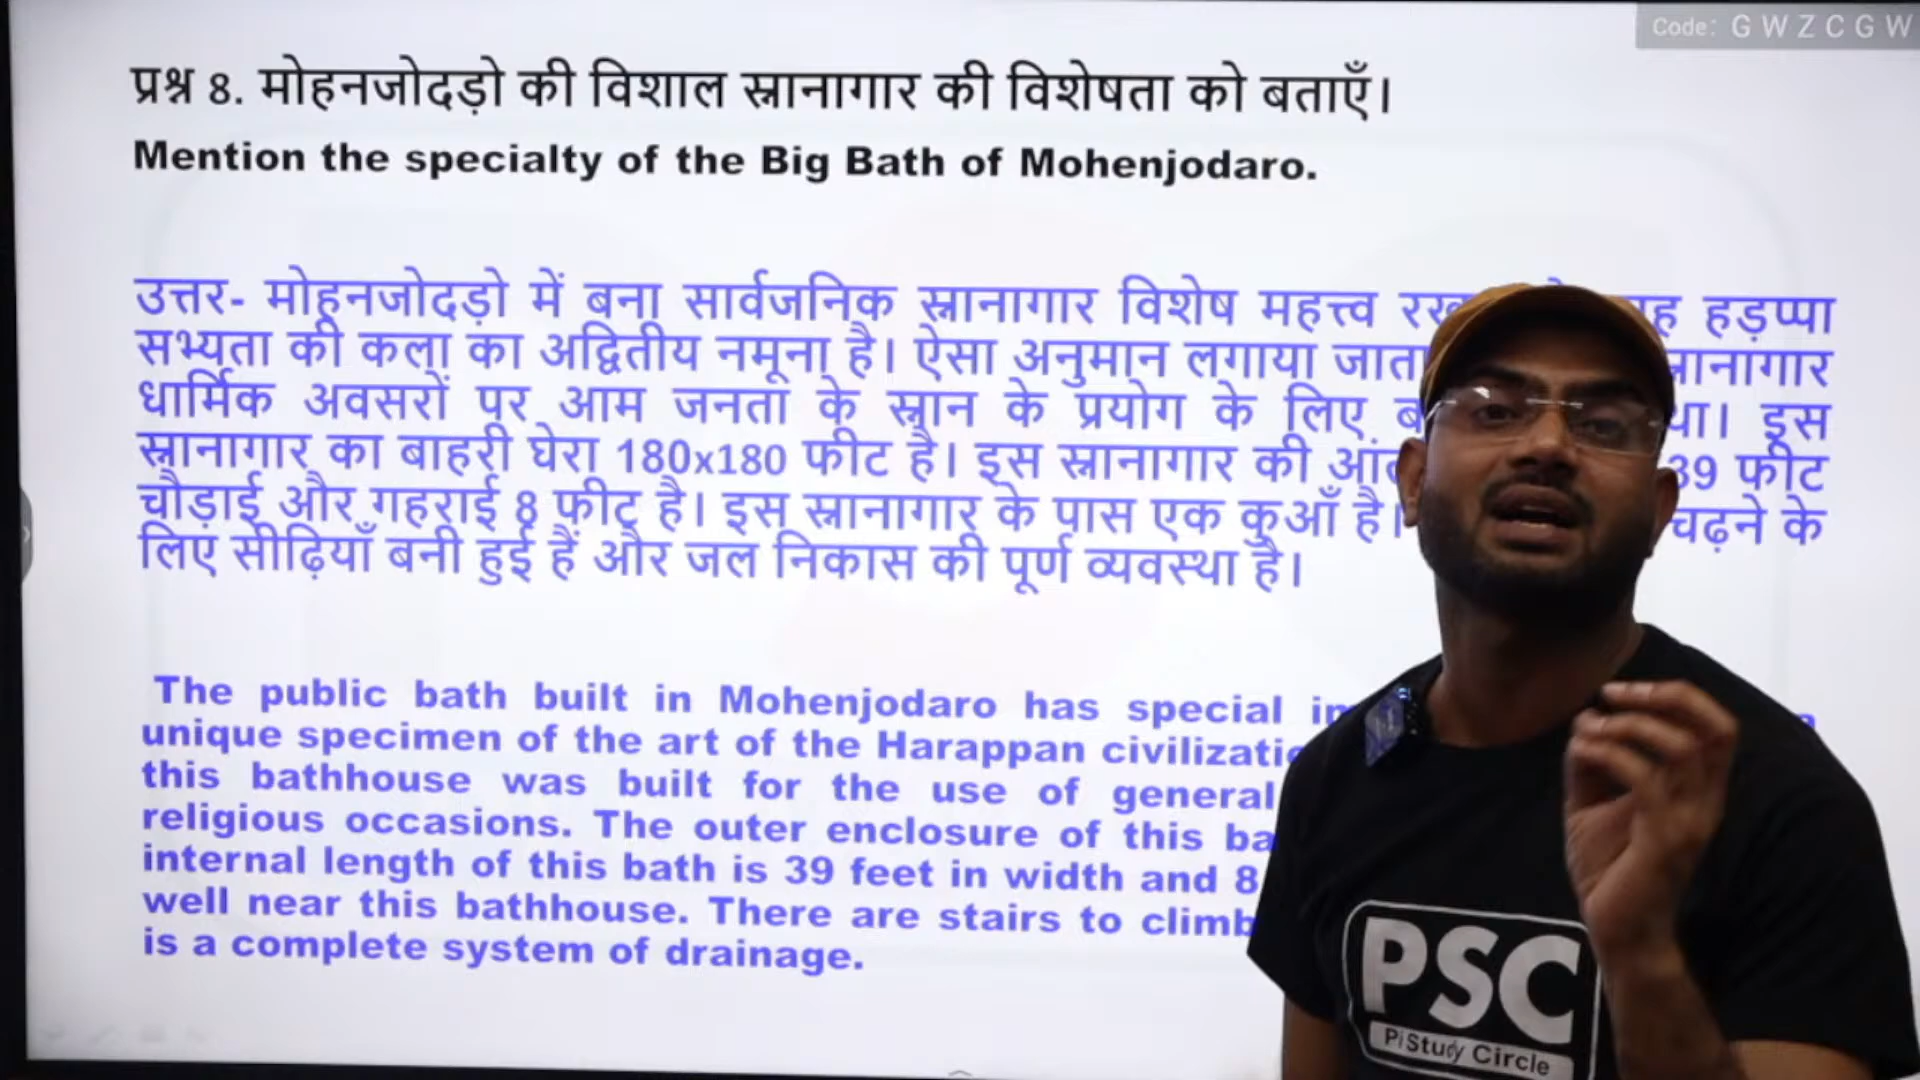 Code: G W Z C G W
प्रश्न 8. मोहनजोदड़ो की विशाल स्नानागार की विशेषता को बताएँ।
Mention the specialty of the Big Bath of Mohenjodaro.
उत्तर- मोहनजोदड़ो में बना सार्वजनिक स्नानागार विशेष महत्त्व हड़प्पा
सभ्यता की कला का अद्वितीय नमूना है। ऐसा अनुमान लगाया जाता स्नानागार
धार्मिक अवसरों पर आम जनता के स्नान के प्रयोग के लिए था। इस
स्नानागार का बाहरी घेरा 180x180 फीट है। इस स्नानागार की 39 फीट
चौड़ाई और गहराई 8 फीट है। इस स्नानागार के पास एक कुआँ है। चढ़ने के
लिए सीढ़ियाँ बनी हुई हैं और जल निकास की पूर्ण व्यवस्था है।
The public bath built in Mohenjodaro has special
unique specimen of the art of the Harappan
this bathhouse was built for the use of general
religious occasions. The outer enclosure of this
internal length of this bath is 39 feet in width and 8
well near this bathhouse. There are stairs to climb
is a complete system of drainage.
PSC
Pi Study Circle